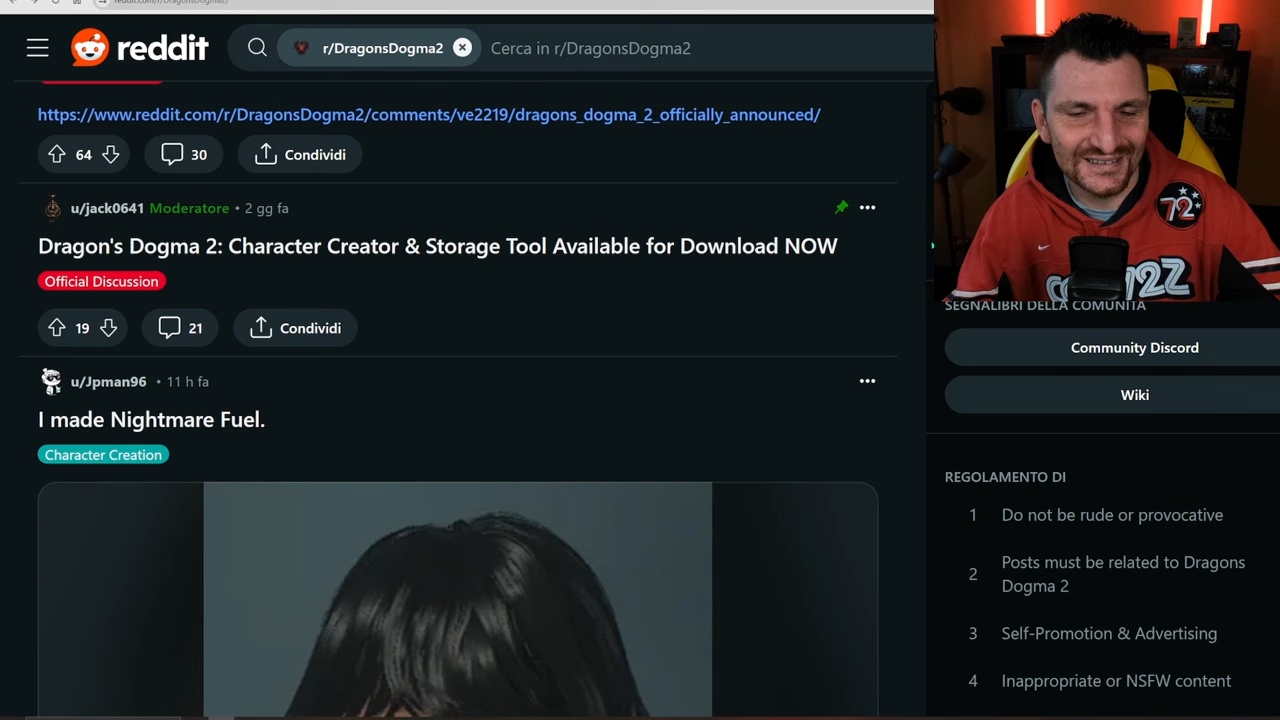 reddit
r/DragonsDogma2
Cerca in r/DragonsDogma2
https://www.reddit.com/r/DragonsDogma2/comments/ve2219/dragons_dogma_2_officially_announced/
64
30
Condividi
u/jack0641 Moderatore • 2 gg fa
Dragon's Dogma 2: Character Creator & Storage Tool Available for Download NOW
Official Discussion
19
21
Condividi
u/Jpman96 • 11 h fa
I made Nightmare Fuel.
Character Creation
72
SEGNALIBRI DELLA COMUNITÀ
Community Discord
Wiki
REGOLAMENTO DI
1 Do not be rude or provocative
2 Posts must be related to Dragons
Dogma 2
3 Self-Promotion & Advertising
4 Inappropriate or NSFW content